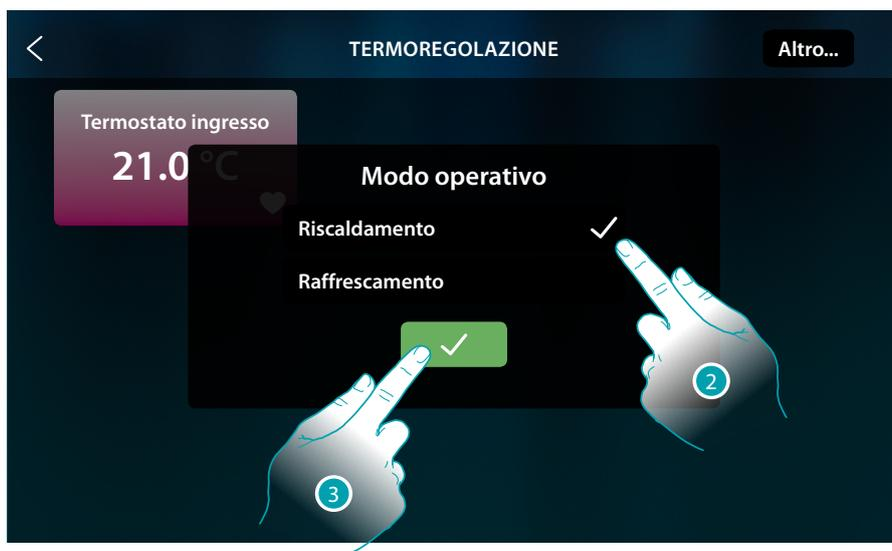 TERMOREGOLAZIONE
Altro...
Termostato ingresso
21.0 °C
Modo operativo
Riscaldamento
Raffrescamento
2
3